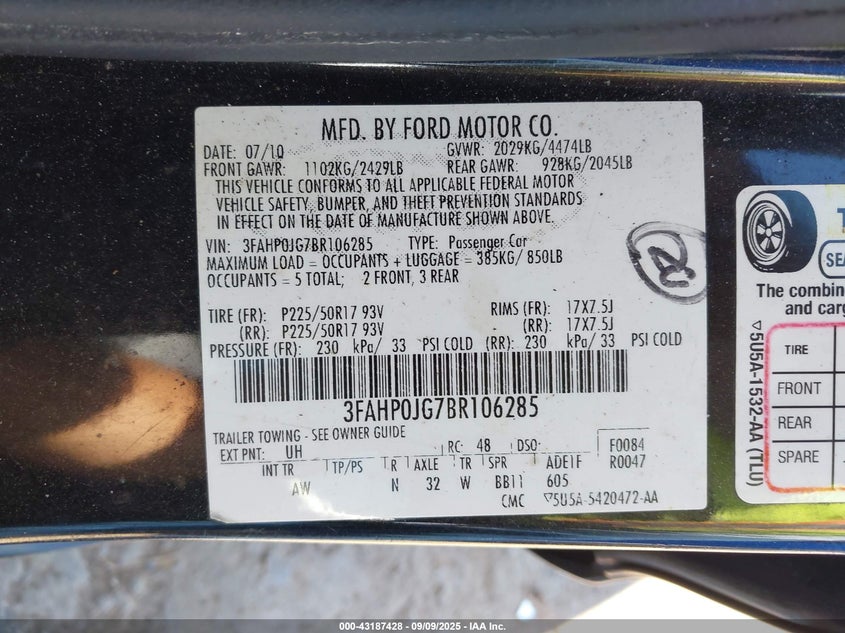 MFD. BY FORD MOTOR CO.
DATE: 07/10 GVWR: 2029KG/4474LB
FRONT GAWR: 1102KG/2429LB REAR GAWR: 928KG/2045LB
THIS VEHICLE CONFORMS TO ALL APPLICABLE FEDERAL MOTOR
VEHICLE SAFETY, BUMPER, AND THEFT PREVENTION STANDARDS
IN EFFECT ON THE DATE OF MANUFACTURE SHOWN ABOVE.
VIN: 3FAHP0JG7BR106285 TYPE: Passenger Car
MAXIMUM LOAD = OCCUPANTS + LUGGAGE = 385KG/ 850LB
OCCUPANTS = 5 TOTAL; 2 FRONT, 3 REAR
TIRE (FR): P225/50R17 93V RIMS (FR): 17X7.5J
(RR): P225/50R17 93V (RR): 17X7.5J
PRESSURE (FR): 230 kPa/ 33 PSI COLD (RR): 230 kPa/ 33 PSI COLD
3FAHP0JG7BR106285
TRAILER TOWING - SEE OWNER GUIDE
EXT PNT: UH RC: 48 DSO: F0084
INT TR TP/PS R AXLE TR SPR ADE1F R0047
AW N 32 W BB11 605
CMC ▽5U5A-5420472-AA
SEA
The combin
and carg
TIRE
FRONT
REAR
SPARE
▽5U5A-1532-AA (TLU)
000-43187428 - 09/09/2025 - IAA Inc.